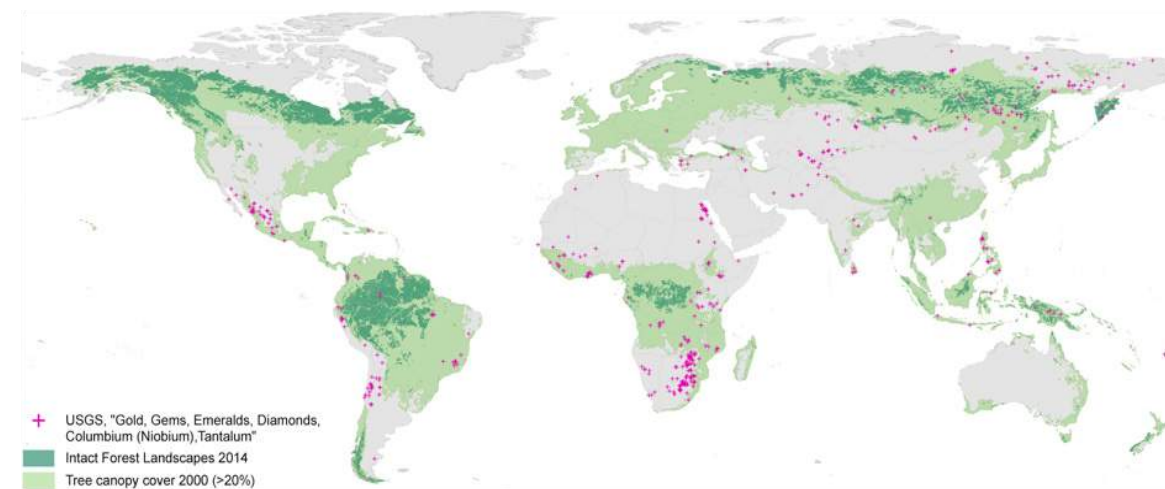 USGS, "Gold, Gems, Emeralds, Diamonds,
Columbium (Niobium),Tantalum"
Intact Forest Landscapes 2014
Tree canopy cover 2000 (>20%)